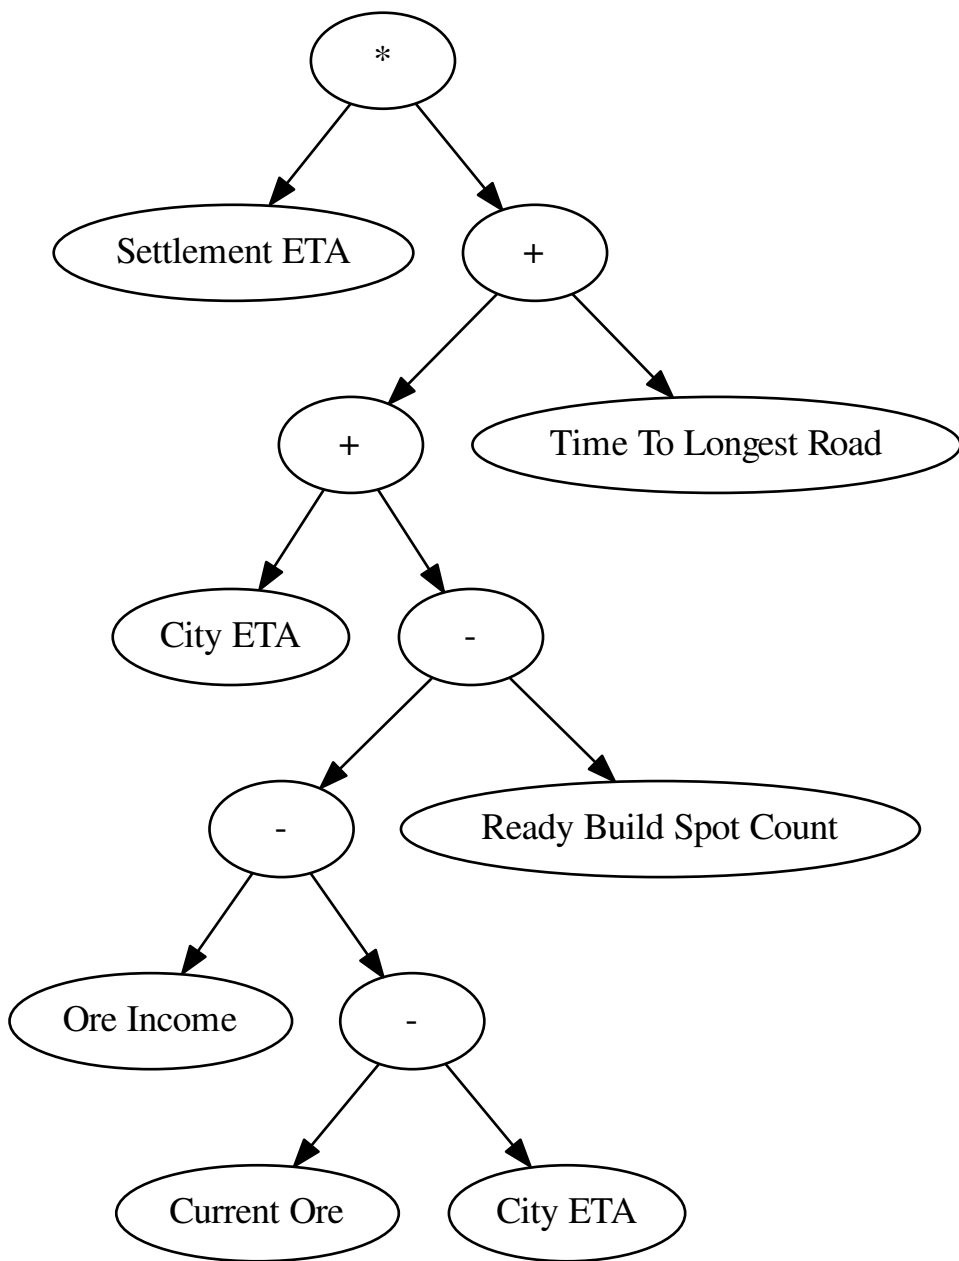 *
Settlement ETA
+
+
Time To Longest Road
City ETA
-
-
Ready Build Spot Count
Ore Income
-
Current Ore
City ETA